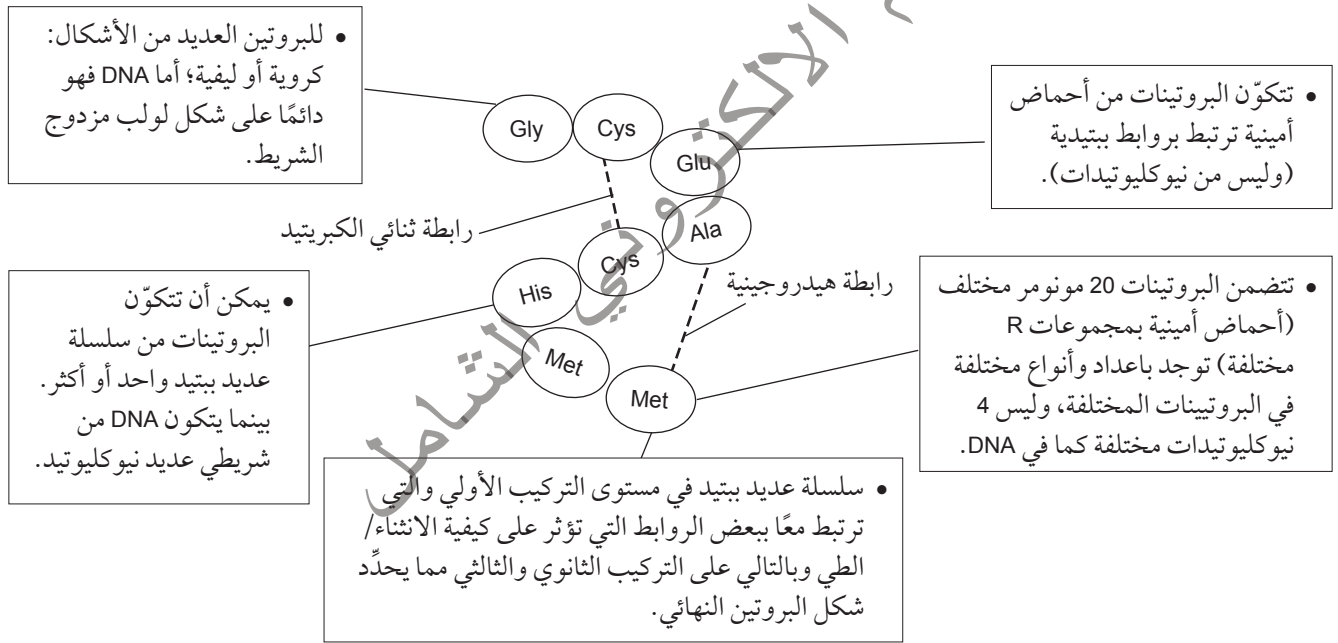 • للبروتين العديد من الأشكال:
كروية أو ليفية؛ أما DNA فهو
دائمًا على شكل لولب مزدوج
الشريط.
• تتكوّن البروتينات من أحماض
أمينية ترتبط بروابط ببتيدية
(وليس من نيوكليوتيدات).
Gly
Cys
Glu
رابطة ثنائي الكبريتيد
Ala
Cys
His
رابطة هيدروجينية
Met
Met
• يمكن أن تتكوّن
البروتينات من سلسلة
عديد ببتيد واحد أو أكثر.
بينما يتكون DNA من
شريطي عديد نيوكليوتيد.
• تتضمن البروتينات 20 مونومر مختلف
(أحماض أمينية بمجموعات R
مختلفة) توجد باعداد وأنواع مختلفة
في البروتيينات المختلفة، وليس 4
نيوكليوتيدات مختلفة كما في DNA.
• سلسلة عديد ببتيد في مستوى التركيب الأولي والتي
ترتبط معًا ببعض الروابط التي تؤثر على كيفية الانثناء/
الطي وبالتالي على التركيب الثانوي والثالثي مما يحدِّد
شكل البروتين النهائي.
الالكتروني الشامل